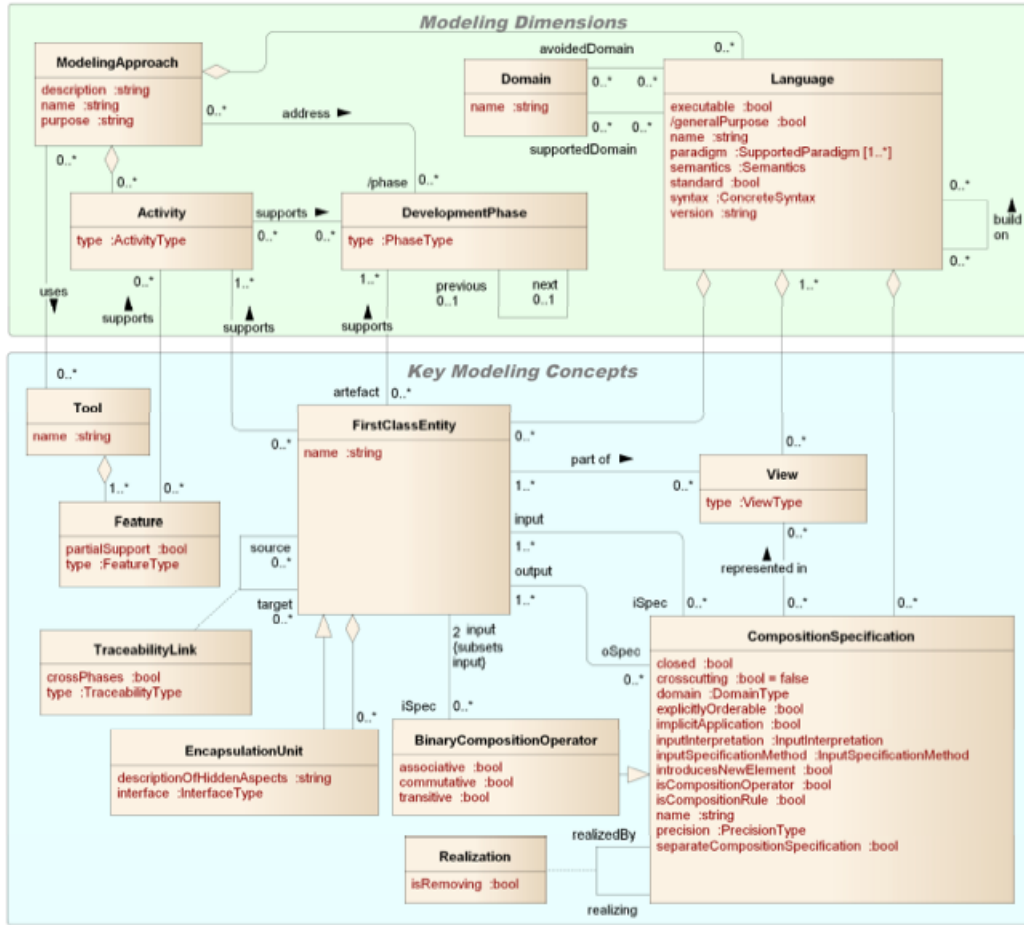 Modeling Dimensions
ModelingApproach
description :string
name :string
purpose :string
0..*
avoidedDomain
0..*
Domain
name :string
0..* 0..*
0..* 0..*
supportedDomain
Language
executable :bool
/generalPurpose :bool
name :string
paradigm :SupportedParadigm [1..*]
semantics :Semantics
standard :bool
syntax :ConcreteSyntax
version :string
0..*
build
on
0..*
address
0..*
0..*
/phase 0..*
Activity
type :ActivityType
supports
0..* 0..*
DevelopmentPhase
type :PhaseType
previous
0..1
next
0..1
0..*
1..*
1..*
1..*
uses
supports
supports
supports
Key Modeling Concepts
0..*
artefact 0..*
Tool
name :string
1..*
0..*
Feature
partialSupport :bool
type :FeatureType
0..*
FirstClassEntity
name :string
0..*
part of
1..*
0..*
0..*
View
type :ViewType
0..*
represented in
input
1..*
output
1..*
iSpec
0..*
0..*
0..*
source
0..*
target
0..*
TraceabilityLink
crossPhases :bool
type :TraceabilityType
2 input
{subsets
input}
oSpec
0..*
iSpec 0..*
0..*
EncapsulationUnit
descriptionOfHiddenAspects :string
interface :InterfaceType
BinaryCompositionOperator
associative :bool
commutative :bool
transitive :bool
CompositionSpecification
closed :bool
crosscutting :bool = false
domain :DomainType
explicitlyOrderable :bool
implicitApplication :bool
inputInterpretation :InputInterpretation
inputSpecificationMethod :InputSpecificationMethod
introducesNewElement :bool
isCompositionOperator :bool
isCompositionRule :bool
name :string
precision :PrecisionType
separateCompositionSpecification :bool
realizedBy
Realization
isRemoving :bool
realizing